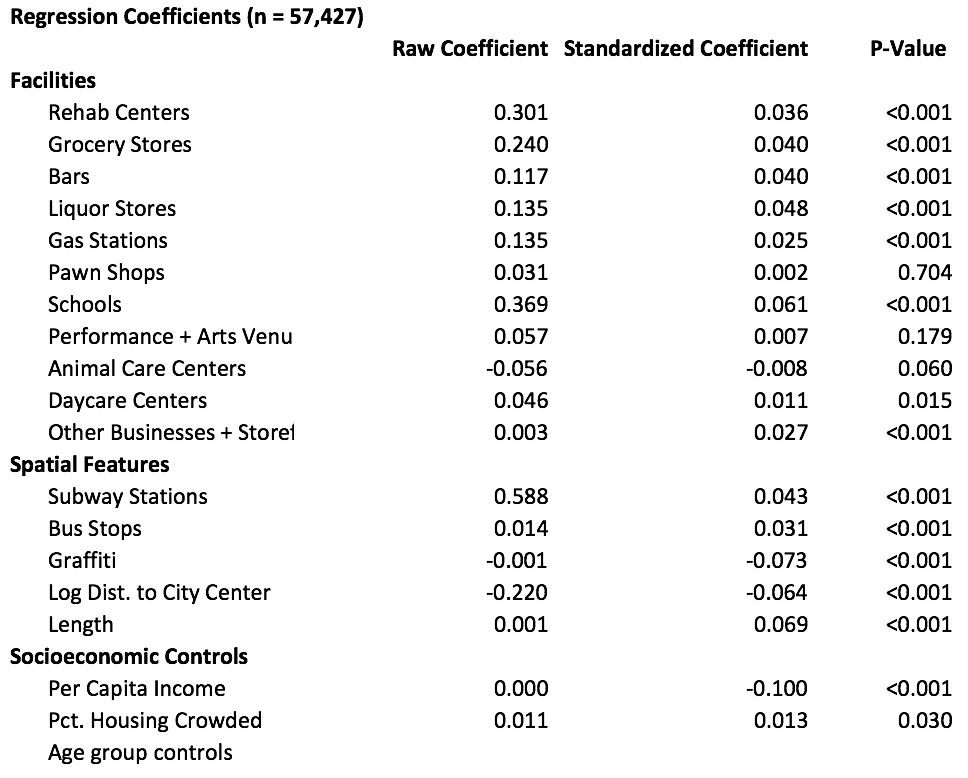 Regression Coefficients (n = 57,427)
Raw Coefficient Standardized Coefficient P-Value
Facilities
Rehab Centers 0.301 0.036 <0.001
Grocery Stores 0.240 0.040 <0.001
Bars 0.117 0.040 <0.001
Liquor Stores 0.135 0.048 <0.001
Gas Stations 0.135 0.025 <0.001
Pawn Shops 0.031 0.002 0.704
Schools 0.369 0.061 <0.001
Performance + Arts Venu 0.057 0.007 0.179
Animal Care Centers -0.056 -0.008 0.060
Daycare Centers 0.046 0.011 0.015
Other Businesses + Storef 0.003 0.027 <0.001
Spatial Features
Subway Stations 0.588 0.043 <0.001
Bus Stops 0.014 0.031 <0.001
Graffiti -0.001 -0.073 <0.001
Log Dist. to City Center -0.220 -0.064 <0.001
Length 0.001 0.069 <0.001
Socioeconomic Controls
Per Capita Income 0.000 -0.100 <0.001
Pct. Housing Crowded 0.011 0.013 0.030
Age group controls